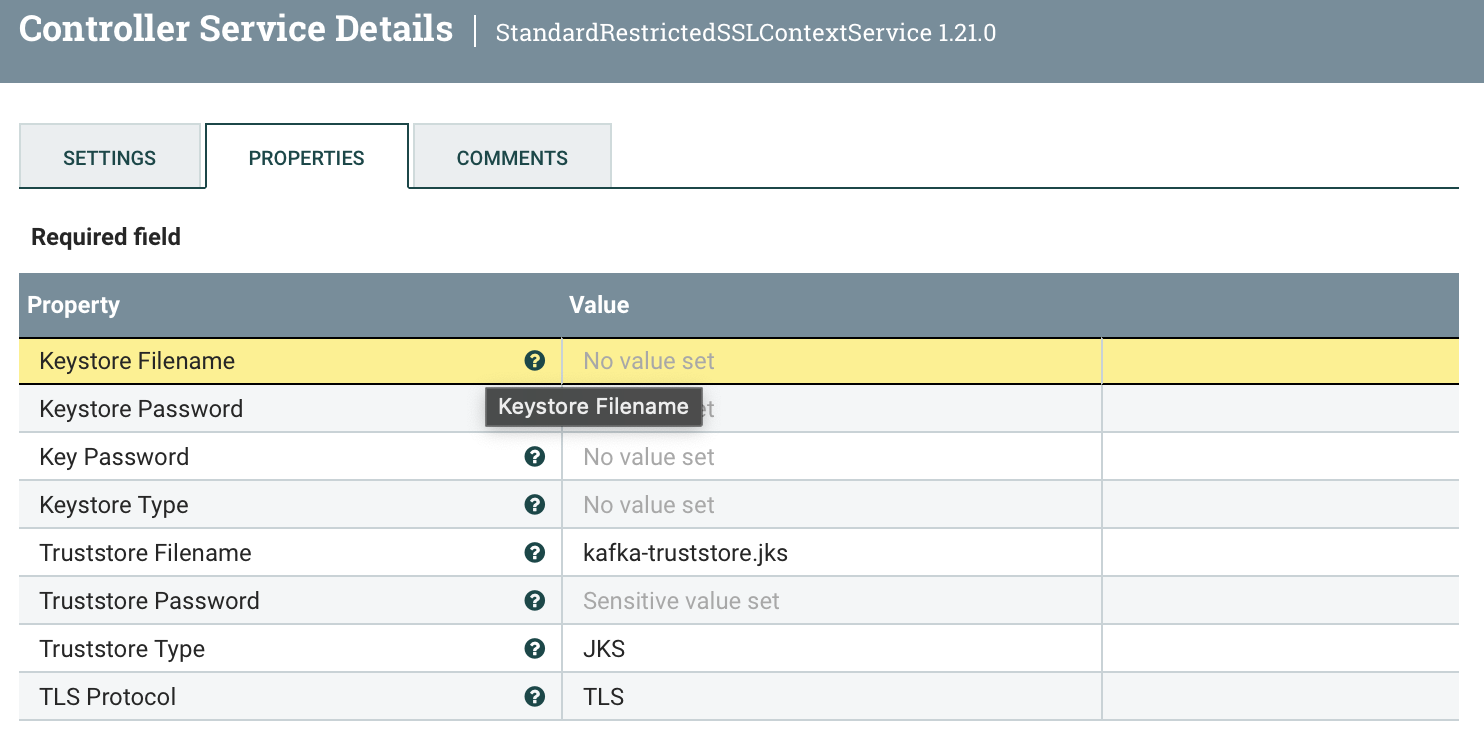 Controller Service Details | StandardRestrictedSSLContextService 1.21.0
SETTINGS PROPERTIES COMMENTS
Required field
Property Value
Keystore Filename ? No value set
Keystore Password
Keystore Filename
Key Password ? No value set
Keystore Type ? No value set
Truststore Filename ? kafka-truststore.jks
Truststore Password ? Sensitive value set
Truststore Type ? JKS
TLS Protocol ? TLS